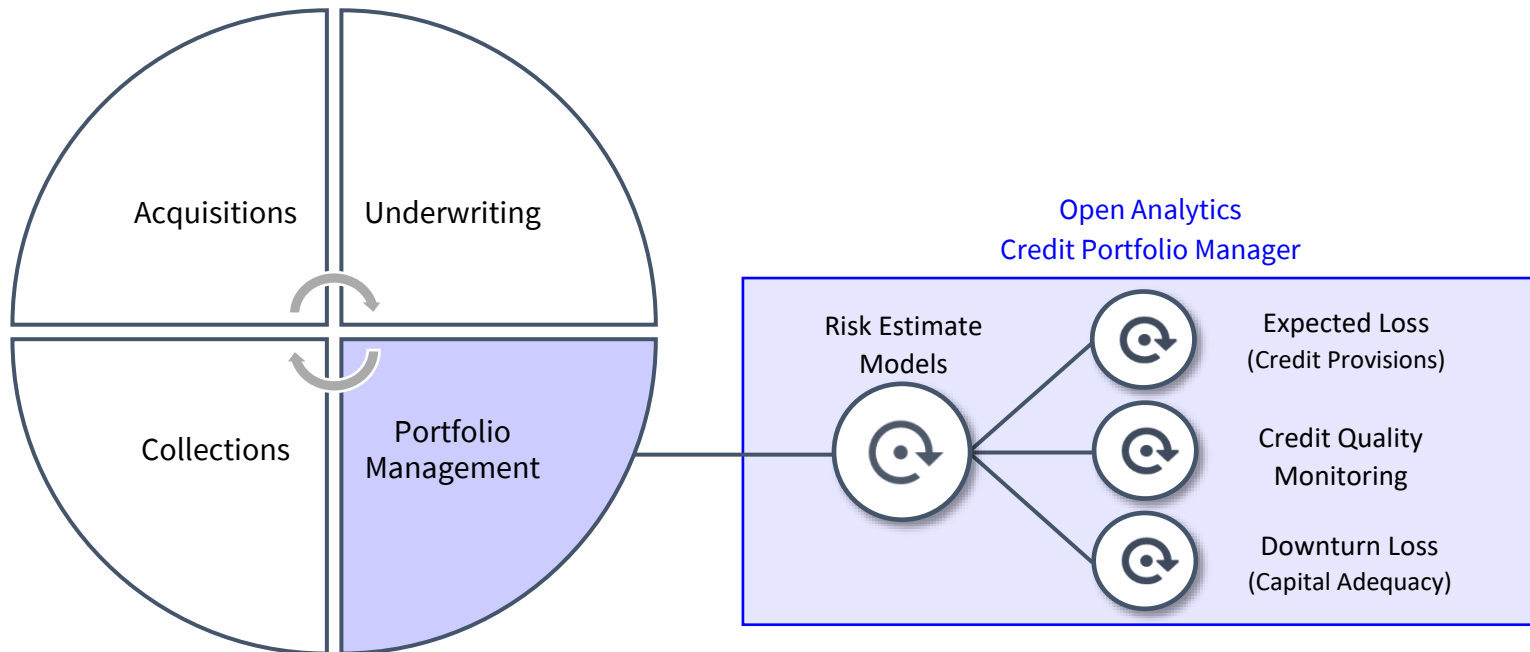 Acquisitions
Underwriting
Collections
Portfolio
Management
Open Analytics
Credit Portfolio Manager
Risk Estimate
Models
Expected Loss
(Credit Provisions)
Credit Quality
Monitoring
Downturn Loss
(Capital Adequacy)